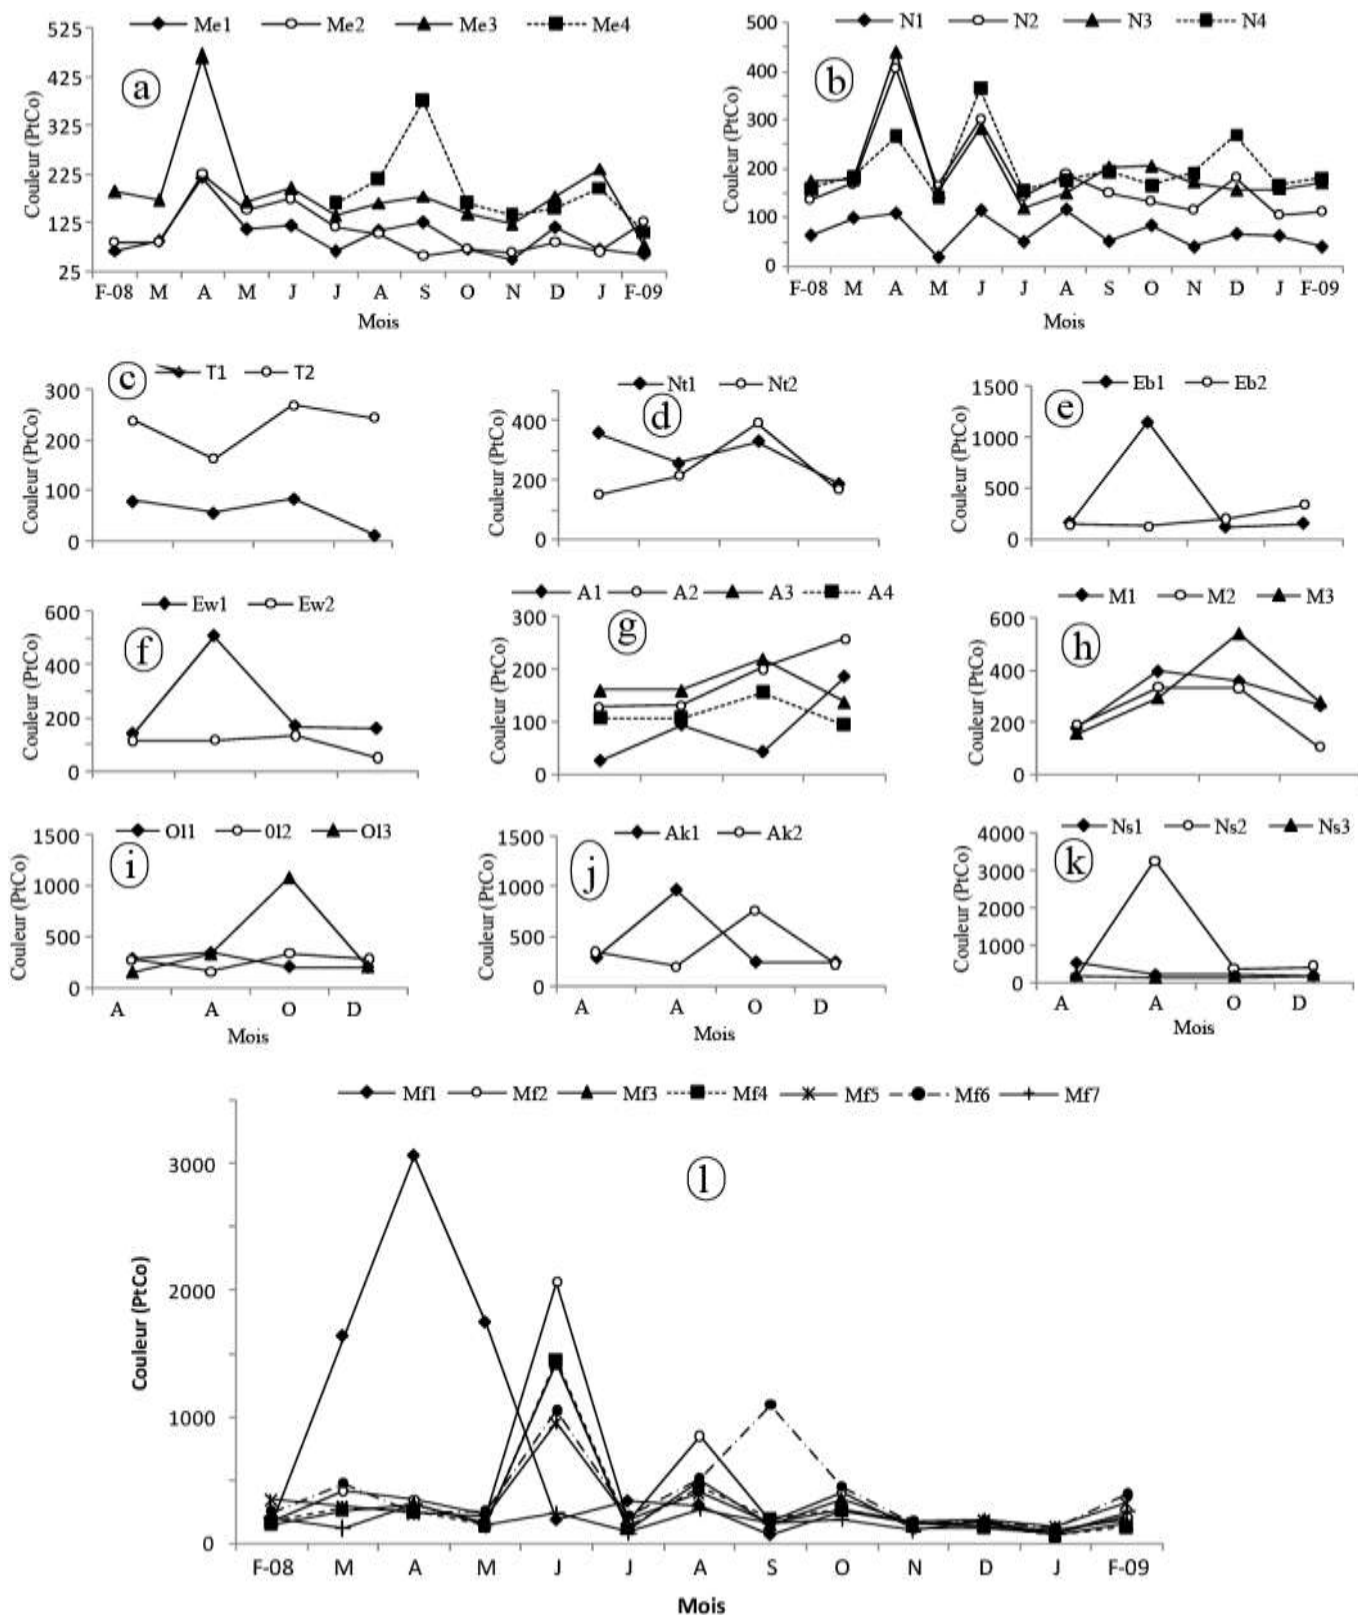 Me1 Me2 Me3 Me4
a
Couleur (PtCo)
525
425
325
225
125
25
F-08 M A M J J A S O N D J F-09
Mois
N1 N2 N3 N4
b
Couleur (PtCo)
500
400
300
200
100
0
F-08 M A M J J A S O N D J F-09
Mois
T1 T2
c
Couleur (PtCo)
300
200
100
0
Nt1 Nt2
d
Couleur (PtCo)
400
200
0
Eb1 Eb2
e
Couleur (PtCo)
1500
1000
500
0
Ew1 Ew2
f
Couleur (PtCo)
600
400
200
0
A1 A2 A3 A4
g
Couleur (PtCo)
300
200
100
0
M1 M2 M3
h
Couleur (PtCo)
600
400
200
0
Ol1 0l2 Ol3
i
Couleur (PtCo)
1500
1000
500
0
A A O D
Mois
Ak1 Ak2
j
Couleur (PtCo)
1500
1000
500
0
A A O D
Mois
Ns1 Ns2 Ns3
k
Couleur (PtCo)
4000
3000
2000
1000
0
A A O D
Mois
Mf1 Mf2 Mf3 Mf4 Mf5 Mf6 Mf7
l
Couleur (PtCo)
3000
2000
1000
0
F-08 M A M J J A S O N D J F-09
Mois